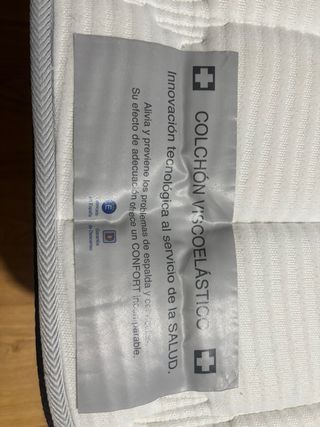 COLCHÓN VISCOELÁSTICO
Innovación tecnológica al servicio de la SALUD.
Alivia y previene los problemas de espalda y
Su efecto de adecuación ofrece un CONFORT incomparable.
E
D